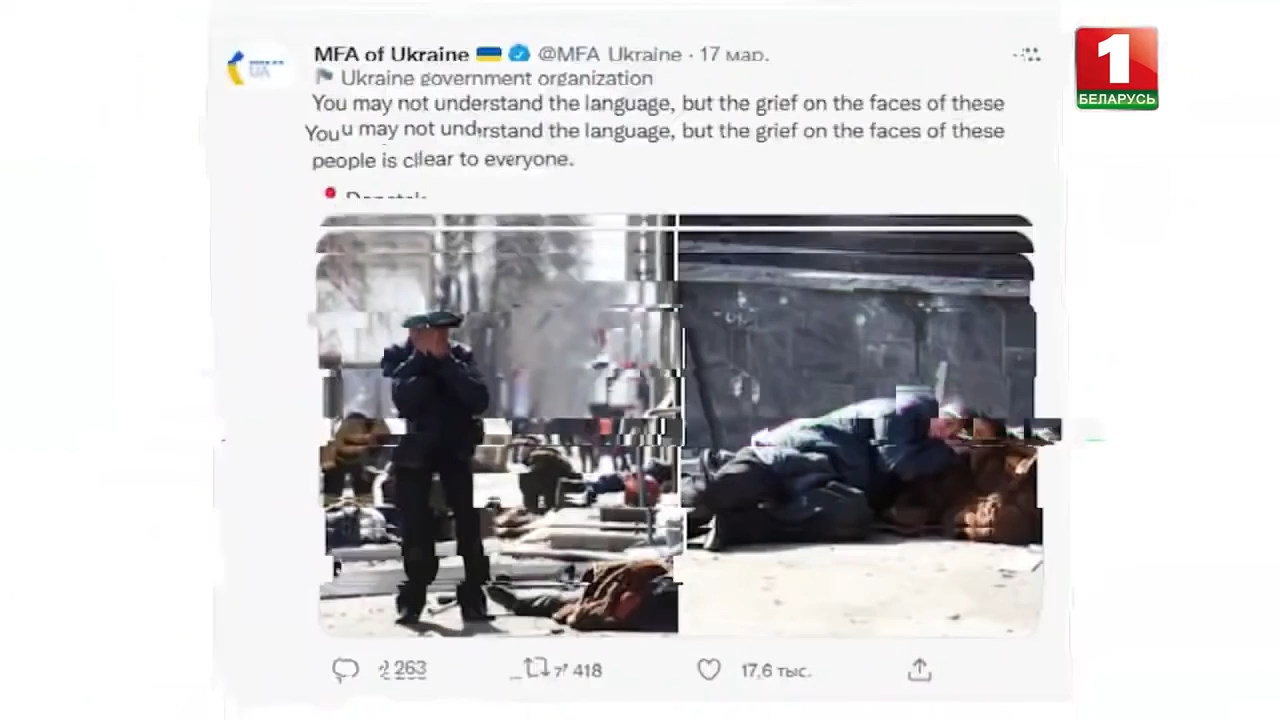 MFA of Ukraine @MFA_Ukraine · 17 мар.
Ukraine government organization
You may not understand the language, but the grief on the faces of these
You may not understand the language, but the grief on the faces of these
people is clear to everyone.
263
418
17,6 тыс.
1
БЕЛАРУСЬ
UA